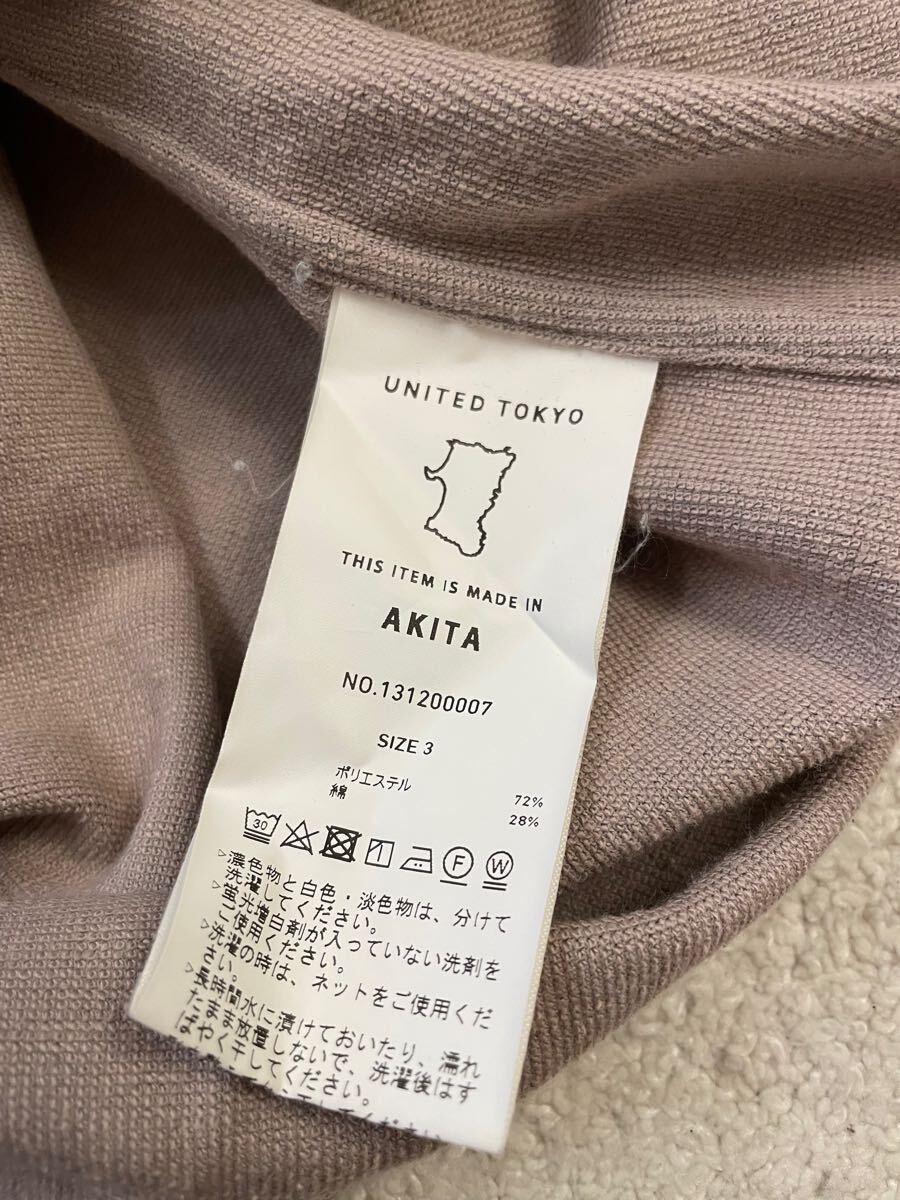 UNITED TOKYO
THIS ITEM IS MADE IN
AKITA
NO.131200007
SIZE 3
ポリエステル 72%
綿 28%
30 F W
▷濃色物と白色・淡色物は、分けて
洗濯してください。
▷蛍光増白剤が入っていない洗剤を
ご使用ください。
▷洗濯の時は、ネットをご使用くだ
さい。
▷長時間水に漬けておいたり、濡れ
たまま放置しないで、洗濯後はす
ばやく干してください。